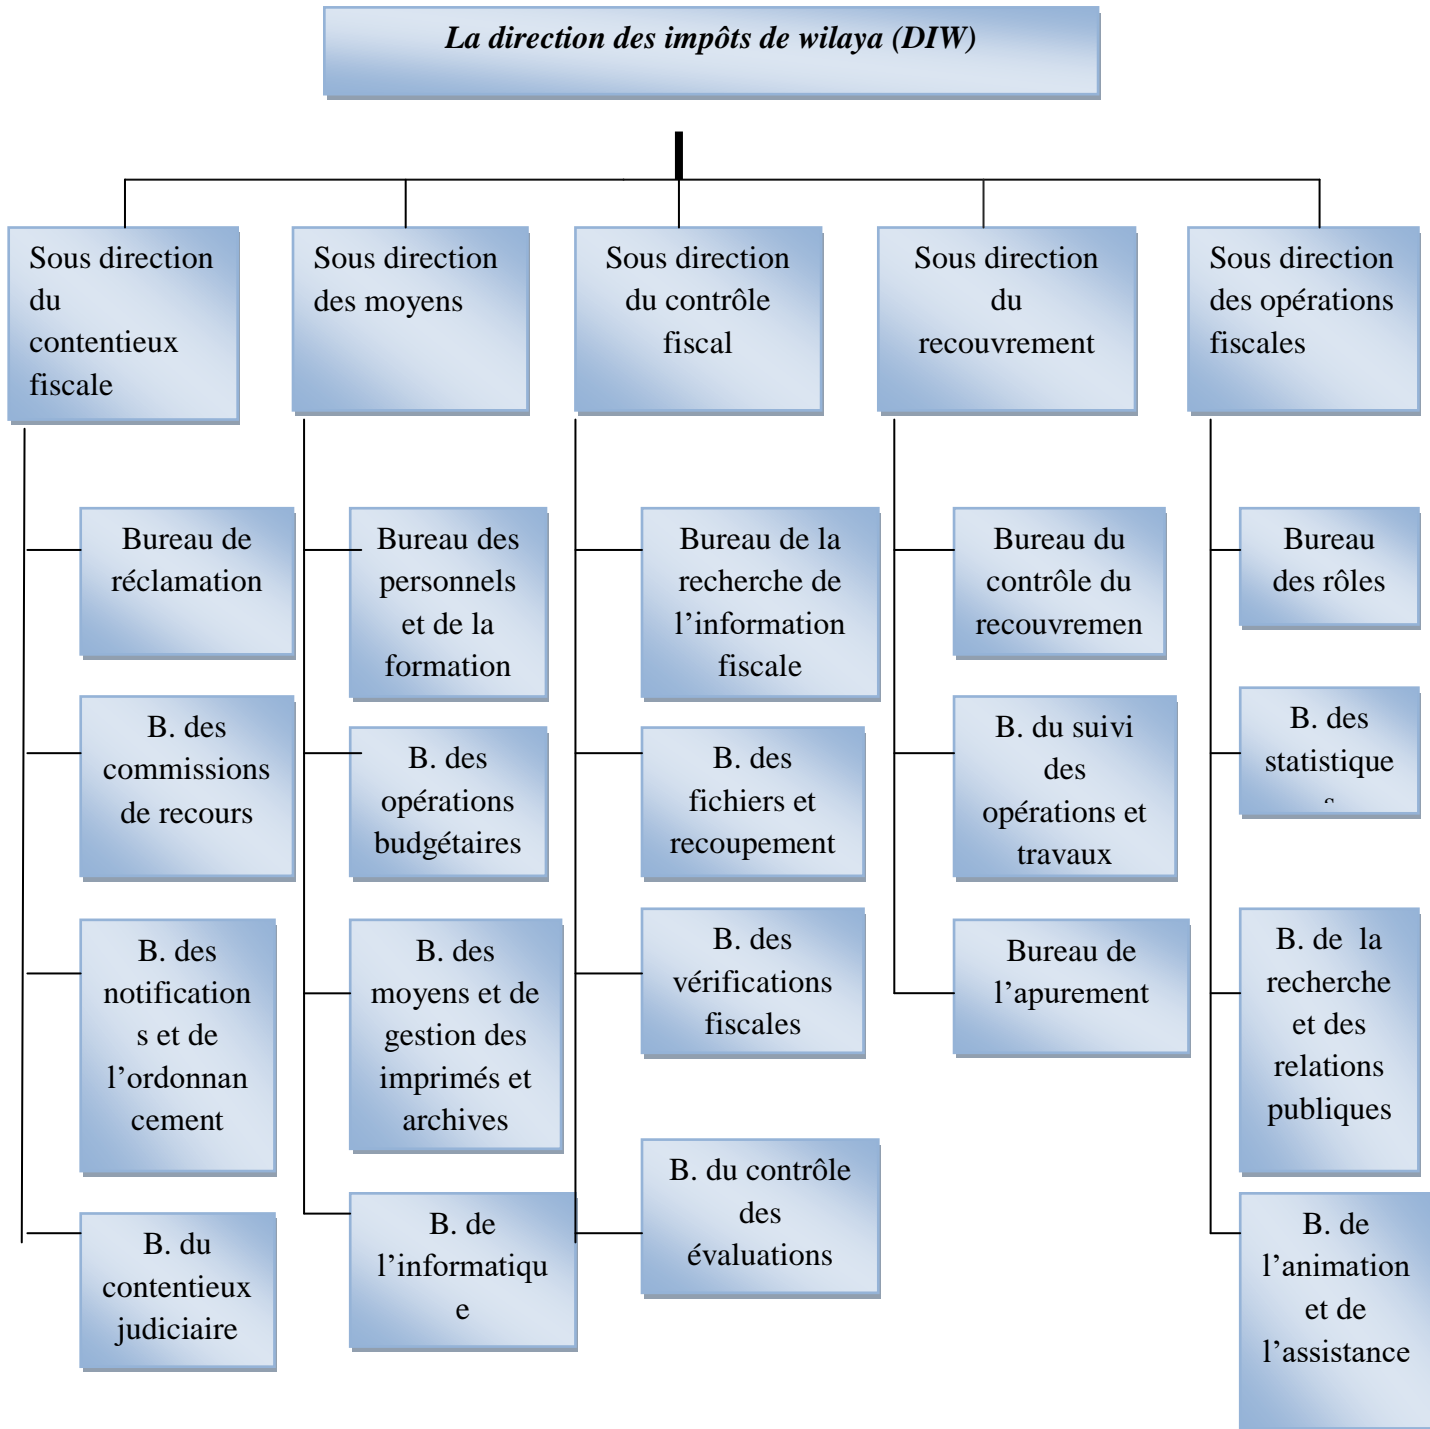 La direction des impôts de wilaya (DIW)
Sous direction
du
contentieux
fiscale
Sous direction
des moyens
Sous direction
du contrôle
fiscal
Sous direction
du
recouvrement
Sous direction
des opérations
fiscales
Bureau de
réclamation
B. des
commissions
de recours
B. des
notification
s et de
l’ordonnan
cement
B. du
contentieux
judiciaire
Bureau des
personnels
et de la
formation
B. des
opérations
budgétaires
B. des
moyens et de
gestion des
imprimés et
archives
B. de
l’informatiqu
e
Bureau de la
recherche de
l’information
fiscale
B. des
fichiers et
recoupement
B. des
vérifications
fiscales
B. du contrôle
des
évaluations
Bureau du
contrôle du
recouvremen
B. du suivi
des
opérations et
travaux
Bureau de
l’apurement
Bureau
des rôles
B. des
statistique
s
B. de la
recherche
et des
relations
publiques
B. de
l’animation
et de
l’assistance